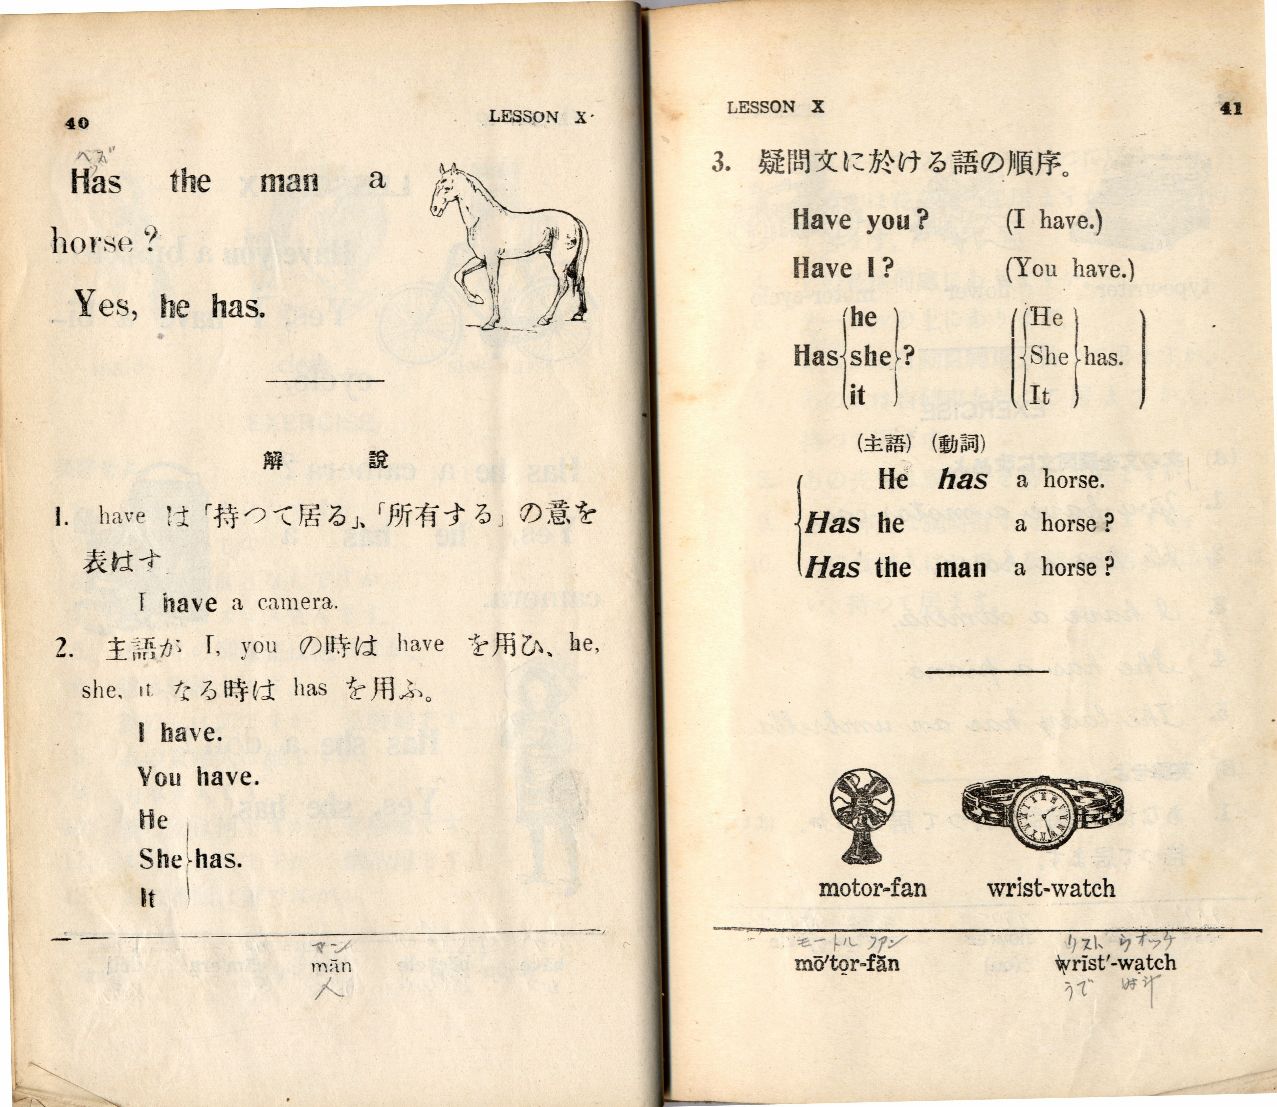 40
LESSON X
Has the man a
horse?
Yes, he has.
解 說
1. have は「持つて居る」、「所有する」の意を
表はす
I have a camera.
2. 主語が I, you の時は have を用ひ、he,
she, it なる時は has を用ふ。
I have.
You have.
He
She has.
It
マン
măn
人
LESSON X
41
3. 疑問文に於ける語の順序。
Have you? (I have.)
Have I? (You have.)
he He
Has she ? She has.
it It
(主語) (動詞)
He has a horse.
Has he a horse?
Has the man a horse?
motor-fan wrist-watch
モートル フアン リスト ウオッチ
mō′tor-făn wrĭst′-watch
うで 時計